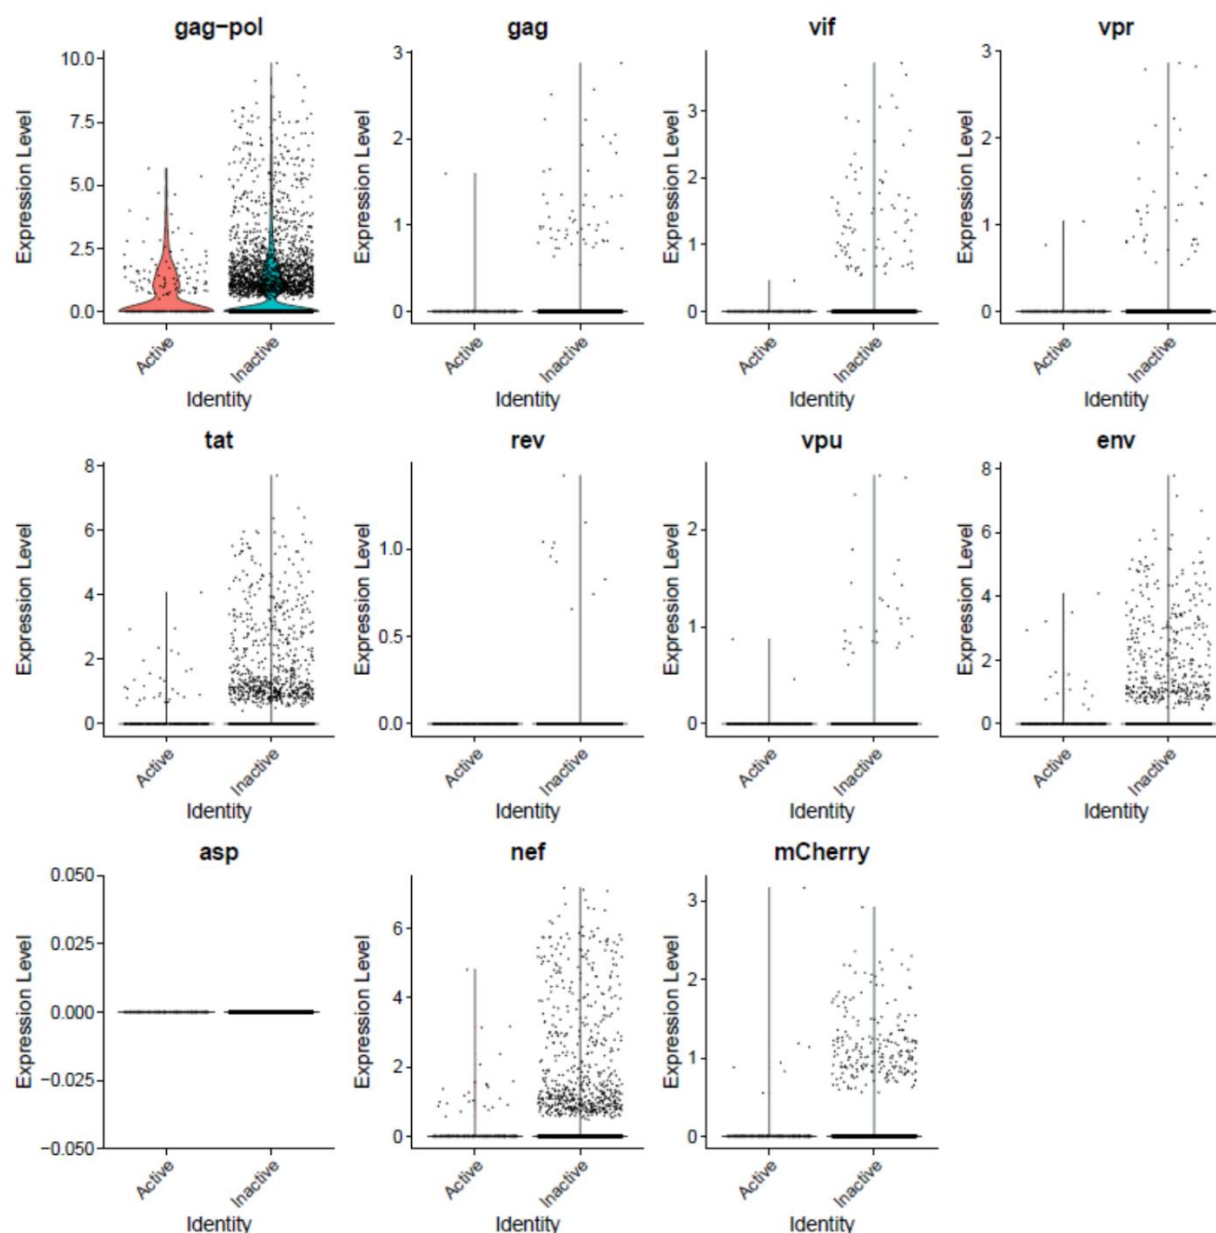 gag−pol
Expression Level
10.0
7.5
5.0
2.5
0.0
Active
Inactive
Identity
gag
Expression Level
3
2
1
0
Active
Inactive
Identity
vif
Expression Level
3
2
1
0
Active
Inactive
Identity
vpr
Expression Level
3
2
1
0
Active
Inactive
Identity
tat
Expression Level
8
6
4
2
0
Active
Inactive
Identity
rev
Expression Level
1.0
0.5
0.0
Active
Inactive
Identity
vpu
Expression Level
2
1
0
Active
Inactive
Identity
env
Expression Level
8
6
4
2
0
Active
Inactive
Identity
asp
Expression Level
0.050
0.025
0.000
−0.025
−0.050
Active
Inactive
Identity
nef
Expression Level
6
4
2
0
Active
Inactive
Identity
mCherry
Expression Level
3
2
1
0
Active
Inactive
Identity